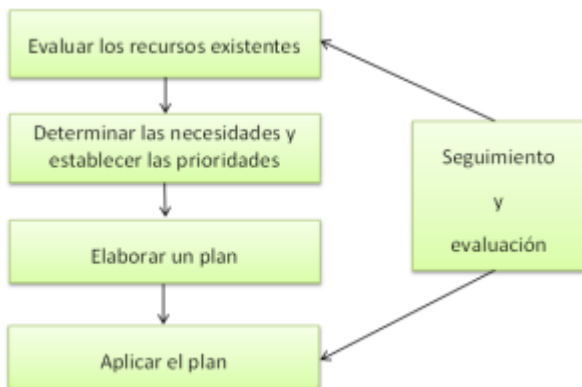 Evaluar los recursos existentes
Determinar las necesidades y
establecer las prioridades
Elaborar un plan
Aplicar el plan
Seguimiento
y
evaluación